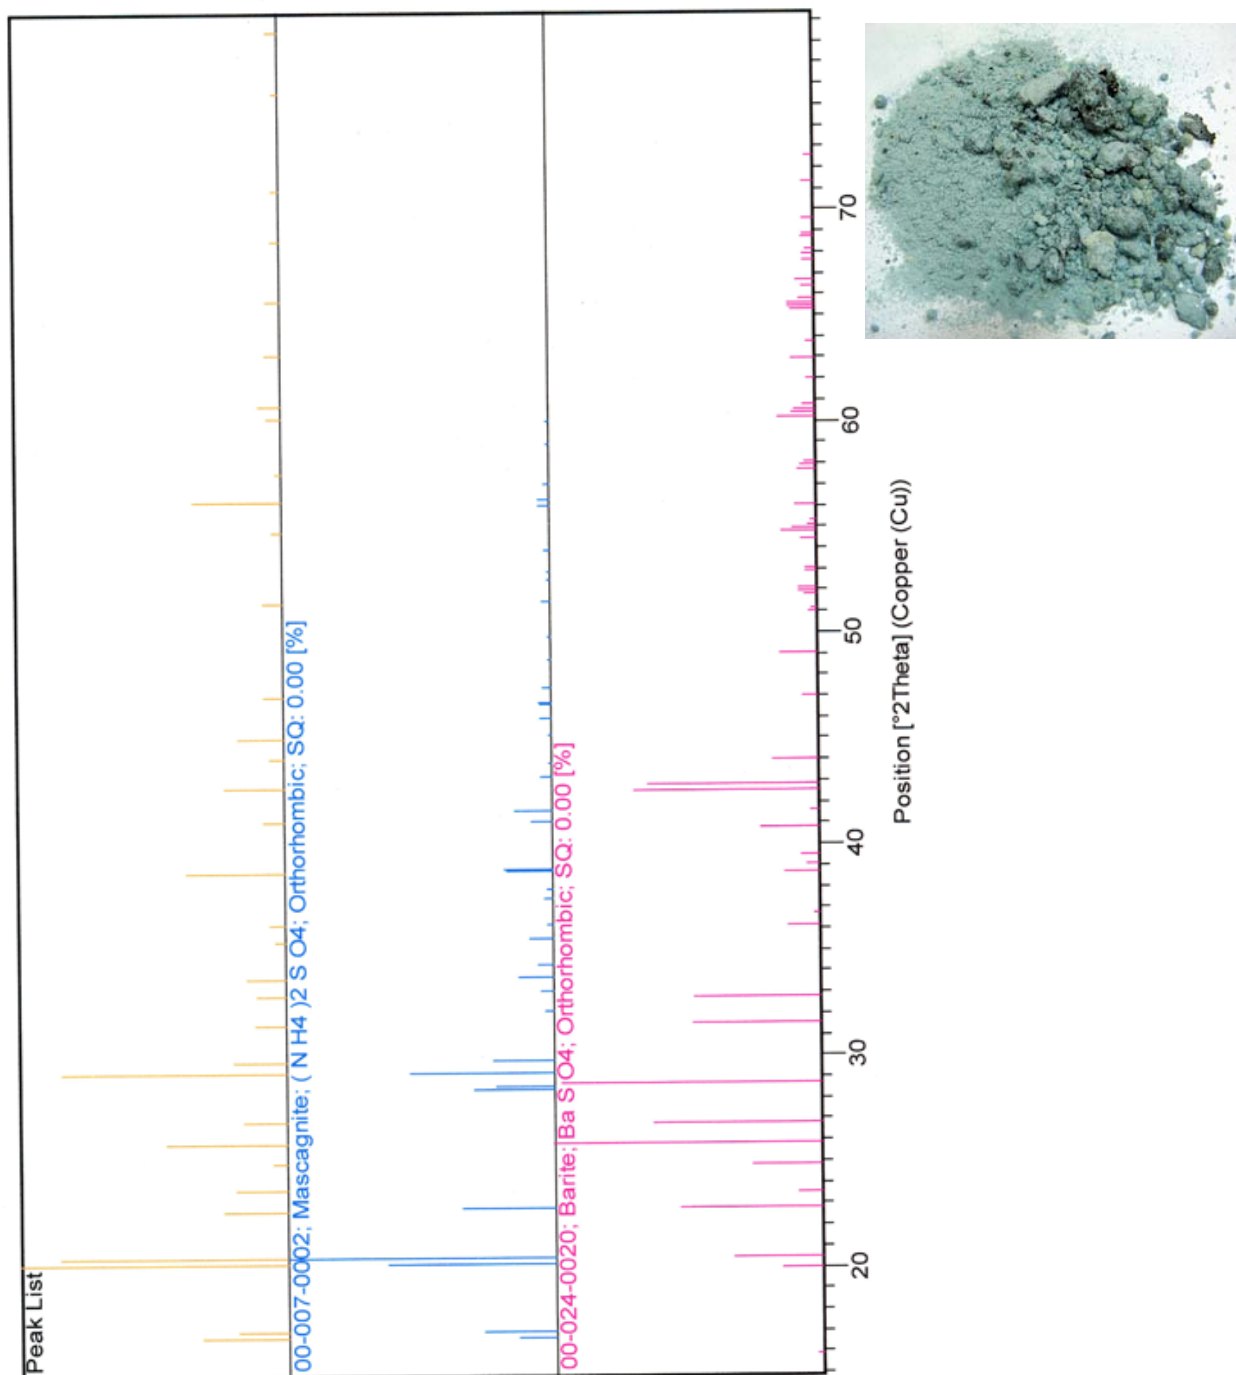 Peak List
00-007-0002; Mascagnite; ( N H4 )2 S O4; Orthorhombic; SQ: 0.00 [%]
00-024-0020; Barite; Ba S O4; Orthorhombic; SQ: 0.00 [%]
20
30
40
50
60
70
Position [°2Theta] (Copper (Cu))